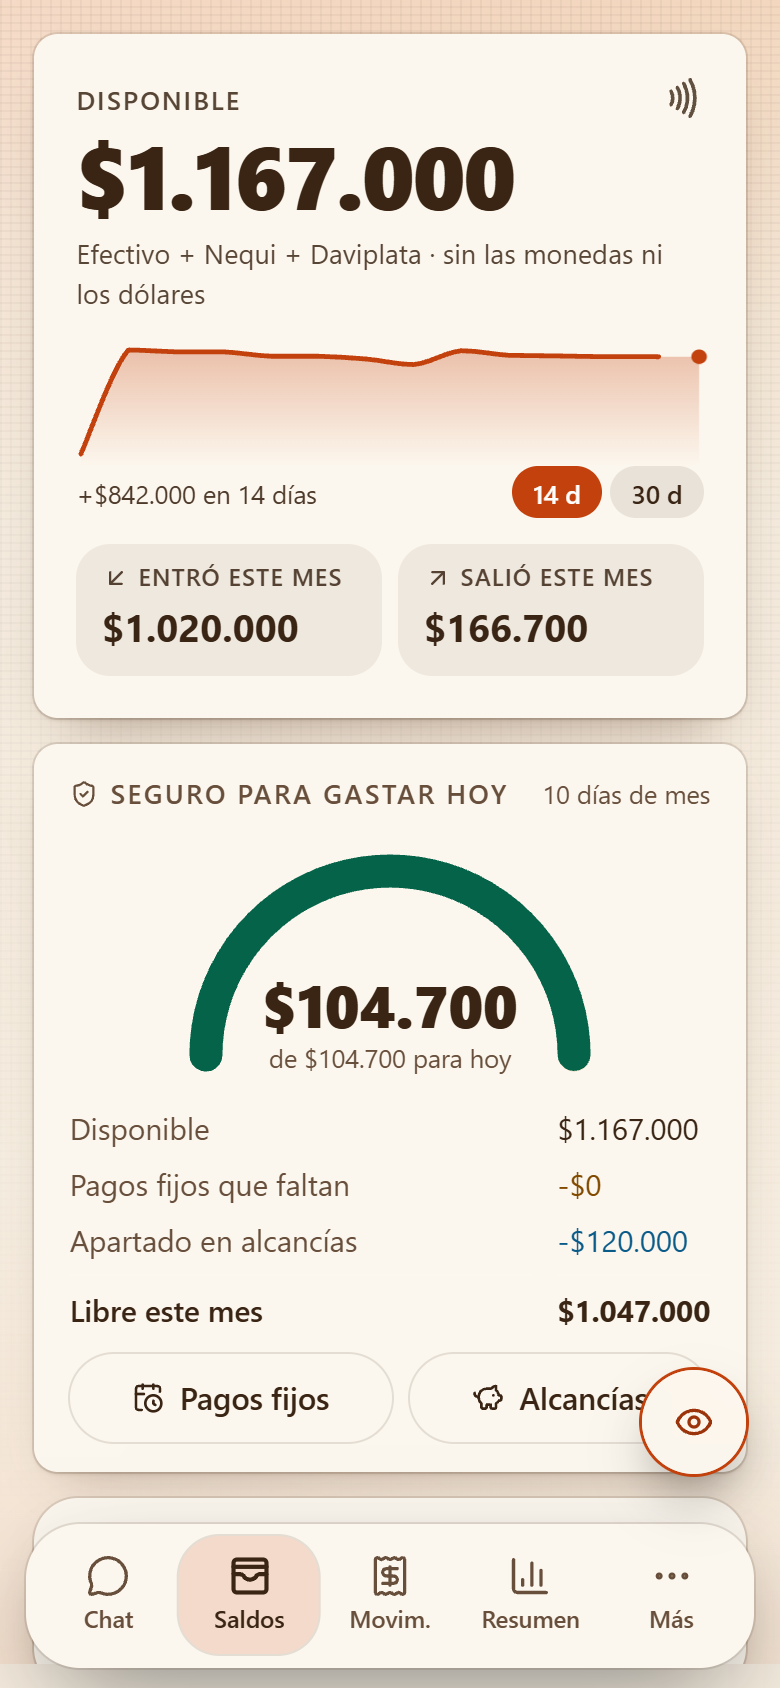 DISPONIBLE
$1.167.000
Efectivo + Nequi + Daviplata · sin las monedas ni
los dólares
+$842.000 en 14 días
14 d
30 d
ENTRÓ ESTE MES
$1.020.000
SALIÓ ESTE MES
$166.700
SEGURO PARA GASTAR HOY
10 días de mes
$104.700
de $104.700 para hoy
Disponible $1.167.000
Pagos fijos que faltan -$0
Apartado en alcancías -$120.000
Libre este mes $1.047.000
Pagos fijos
Alcancías
Chat
Saldos
Movim.
Resumen
Más